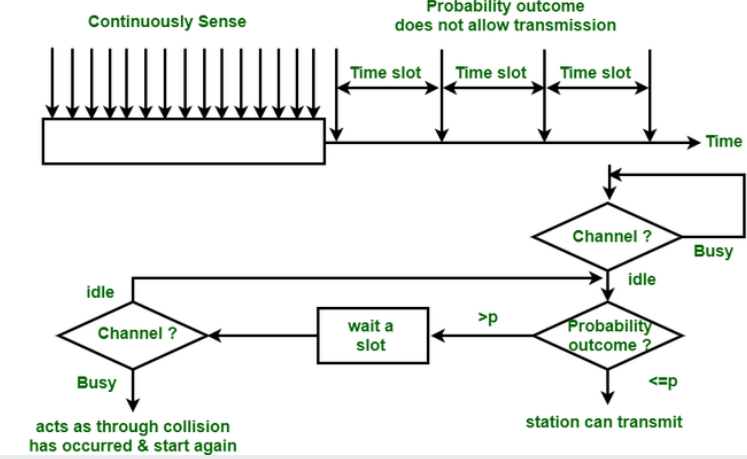 Probability outcome
Continuously Sense
does not allow transmission
Time slot
Time slot
Time slot
Time
Channel ?
Busy
idle
idle
Channel ?
wait a
slot
>p
Probability
outcome ?
Busy
<=p
acts as through collision
has occurred & start again
station can transmit